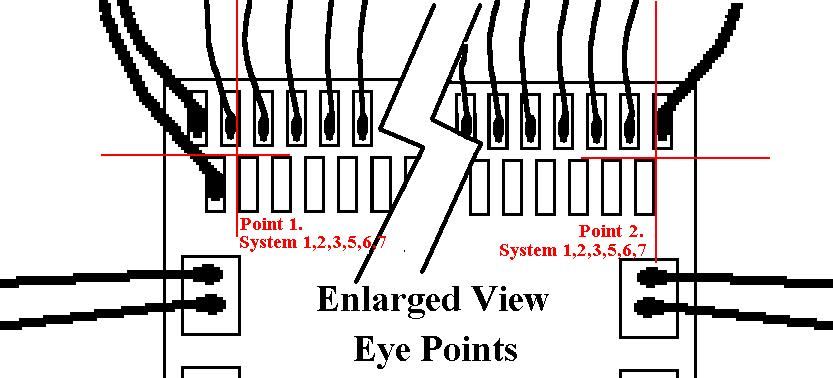 Point 1.
System 1,2,3,5,6,7
Point 2.
System 1,2,3,5,6,7
Enlarged View
Eye Points